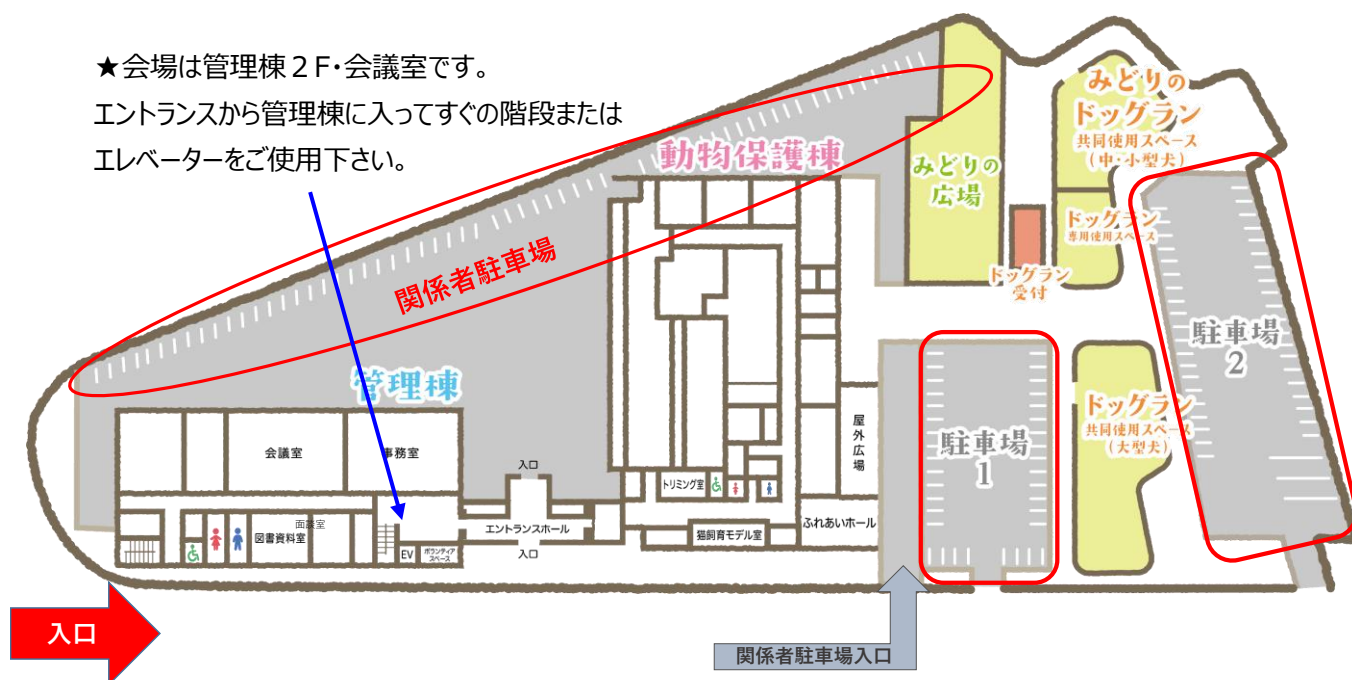 ★会場は管理棟２Ｆ・会議室です。
エントランスから管理棟に入ってすぐの階段または
エレベーターをご使用下さい。
動物保護棟
みどりの
広場
みどりの
ドッグラン
共同使用スペース
(中・小型犬)
ドッグラン
専用使用スペース
ドッグラン
受付
関係者駐車場
駐車場
2
管理棟
駐車場
1
ドッグラン
共同使用スペース
(大型犬)
屋外広場
会議室
事務室
入口
トリミング室
エントランスホール
ふれあいホール
猫飼育モデル室
面談室
図書資料室
EV
ボランティア
スペース
入口
入口
関係者駐車場入口